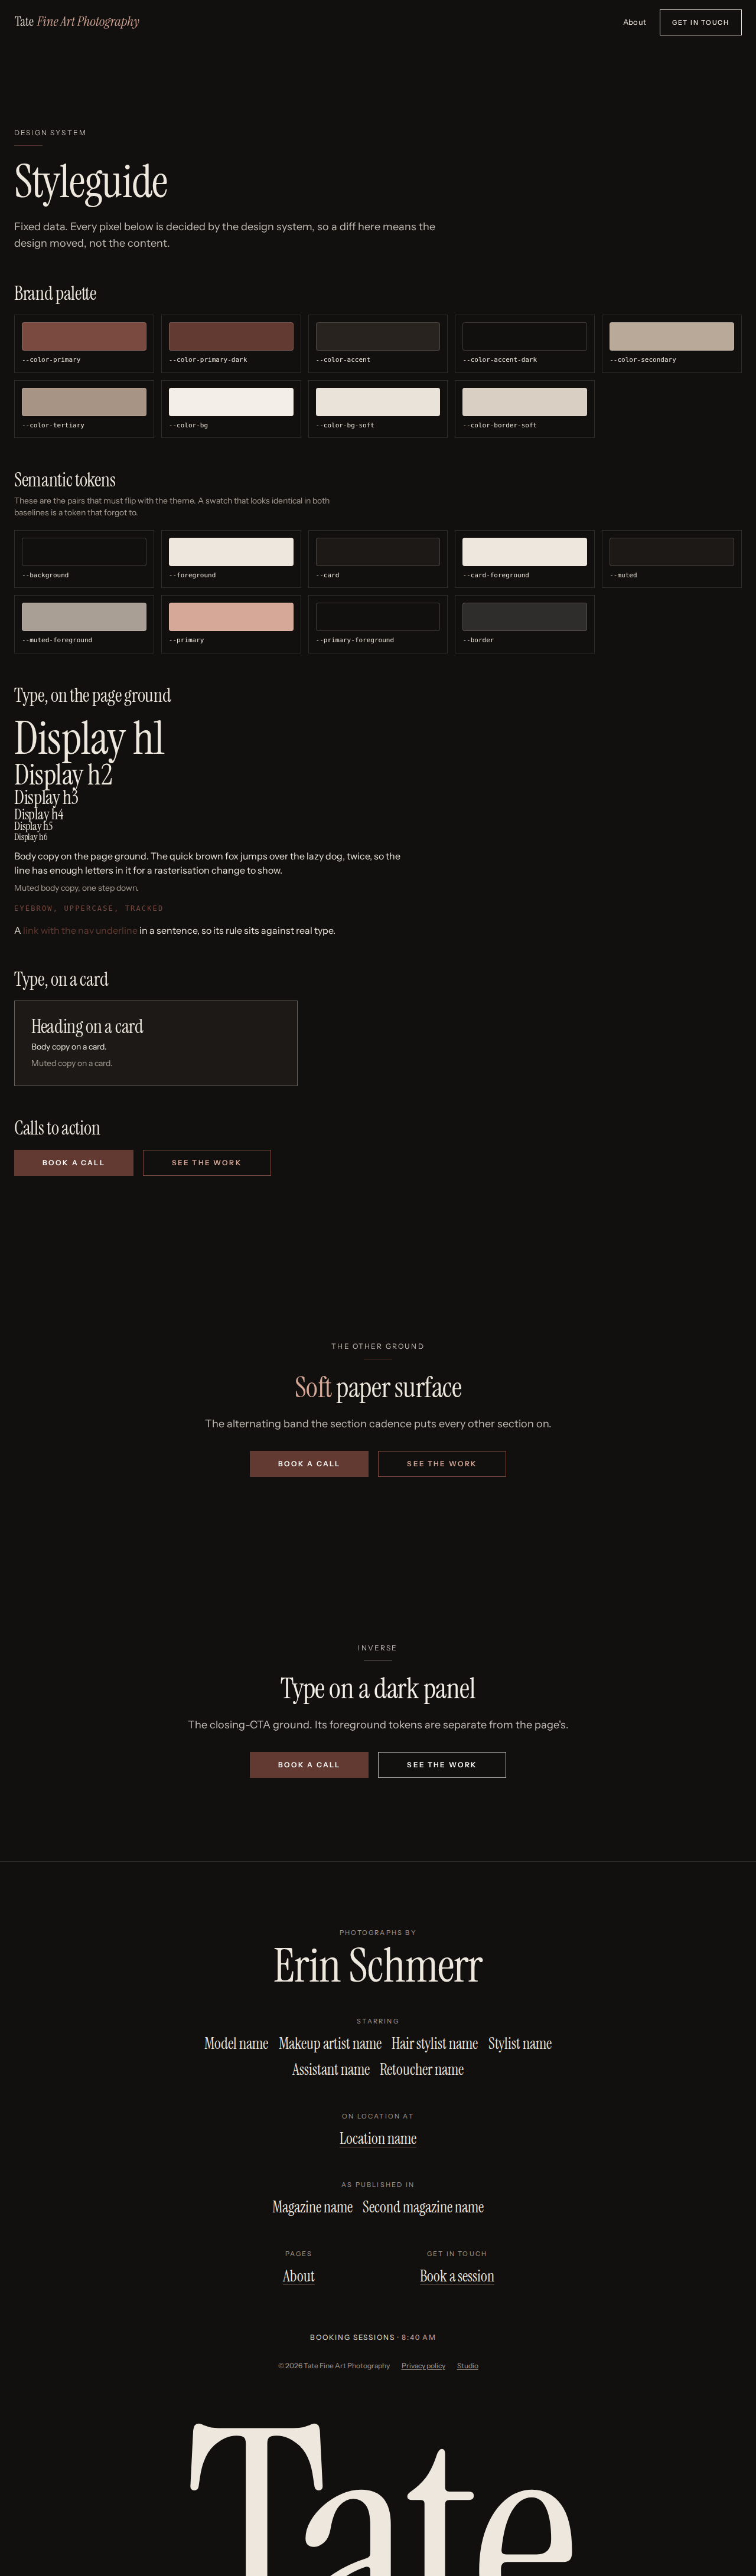 Tate Fine Art Photography
About
GET IN TOUCH
DESIGN SYSTEM
Styleguide
Fixed data. Every pixel below is decided by the design system, so a diff here means the
design moved, not the content.
Brand palette
--color-primary
--color-primary-dark
--color-accent
--color-accent-dark
--color-secondary
--color-tertiary
--color-bg
--color-bg-soft
--color-border-soft
Semantic tokens
These are the pairs that must flip with the theme. A swatch that looks identical in both
baselines is a token that forgot to.
--background
--foreground
--card
--card-foreground
--muted
--muted-foreground
--primary
--primary-foreground
--border
Type, on the page ground
Display h1
Display h2
Display h3
Display h4
Display h5
Display h6
Body copy on the page ground. The quick brown fox jumps over the lazy dog, twice, so the
line has enough letters in it for a rasterisation change to show.
Muted body copy, one step down.
EYEBROW, UPPERCASE, TRACKED
A link with the nav underline in a sentence, so its rule sits against real type.
Type, on a card
Heading on a card
Body copy on a card.
Muted copy on a card.
Calls to action
BOOK A CALL
SEE THE WORK
THE OTHER GROUND
Soft paper surface
The alternating band the section cadence puts every other section on.
BOOK A CALL
SEE THE WORK
INVERSE
Type on a dark panel
The closing-CTA ground. Its foreground tokens are separate from the page's.
BOOK A CALL
SEE THE WORK
PHOTOGRAPHS BY
Erin Schmerr
STARRING
Model name Makeup artist name Hair stylist name Stylist name
Assistant name Retoucher name
ON LOCATION AT
Location name
AS PUBLISHED IN
Magazine name Second magazine name
PAGES
About
GET IN TOUCH
Book a session
BOOKING SESSIONS · 8:40 AM
© 2026 Tate Fine Art Photography Privacy policy Studio
Tate